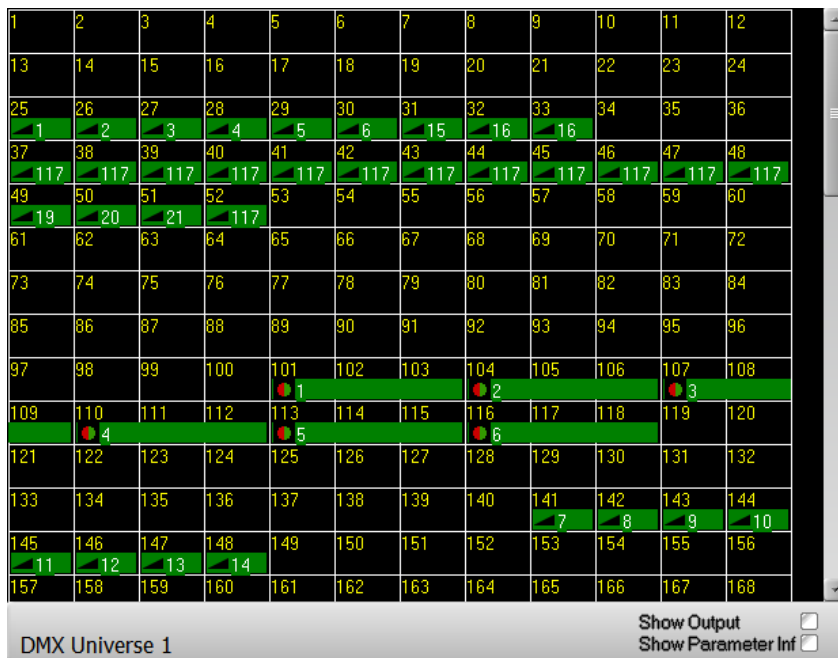 1 2 3 4 5 6 7 8 9 10 11 12
13 14 15 16 17 18 19 20 21 22 23 24
25 26 27 28 29 30 31 32 33 34 35 36
1 2 3 4 5 6 15 16 16
37 38 39 40 41 42 43 44 45 46 47 48
117 117 117 117 117 117 117 117 117 117 117 117
49 50 51 52 53 54 55 56 57 58 59 60
19 20 21 117
61 62 63 64 65 66 67 68 69 70 71 72
73 74 75 76 77 78 79 80 81 82 83 84
85 86 87 88 89 90 91 92 93 94 95 96
97 98 99 100 101 102 103 104 105 106 107 108
1 2 3
109 110 111 112 113 114 115 116 117 118 119 120
4 5 6
121 122 123 124 125 126 127 128 129 130 131 132
133 134 135 136 137 138 139 140 141 142 143 144
7 8 9 10
145 146 147 148 149 150 151 152 153 154 155 156
11 12 13 14
157 158 159 160 161 162 163 164 165 166 167 168
Show Output
DMX Universe 1
Show Parameter Inf